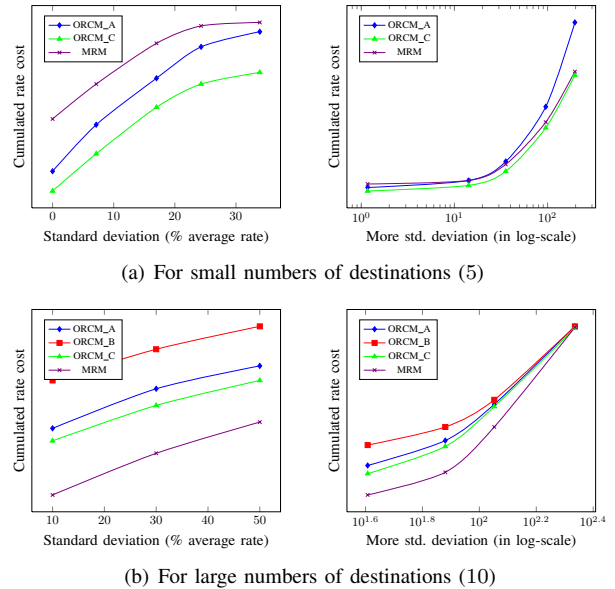 ORCM_A
ORCM_C
MRM
Cumulated rate cost
0 10 20 30
Standard deviation (% average rate)
ORCM_A
ORCM_C
MRM
Cumulated rate cost
10^0 10^1 10^2
More std. deviation (in log-scale)
(a) For small numbers of destinations (5)
ORCM_A
ORCM_B
ORCM_C
MRM
Cumulated rate cost
10 20 30 40 50
Standard deviation (% average rate)
ORCM_A
ORCM_B
ORCM_C
MRM
Cumulated rate cost
10^1.6 10^1.8 10^2 10^2.2 10^2.4
More std. deviation (in log-scale)
(b) For large numbers of destinations (10)